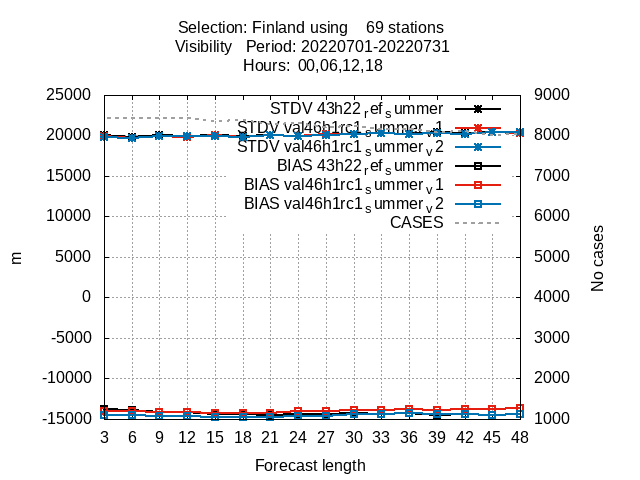 Selection: Finland using 69 stations
Visibility Period: 20220701-20220731
Hours: 00,06,12,18
25000
20000
15000
10000
5000
0
-5000
-10000
-15000
m
STDV 43h22_ref_summer
STDV val46h1rc1_summer_v1
STDV val46h1rc1_summer_v2
BIAS 43h22_ref_summer
BIAS val46h1rc1_summer_v1
BIAS val46h1rc1_summer_v2
CASES
9000
8000
7000
6000
5000
4000
3000
2000
1000
No cases
3 6 9 12 15 18 21 24 27 30 33 36 39 42 45 48
Forecast length